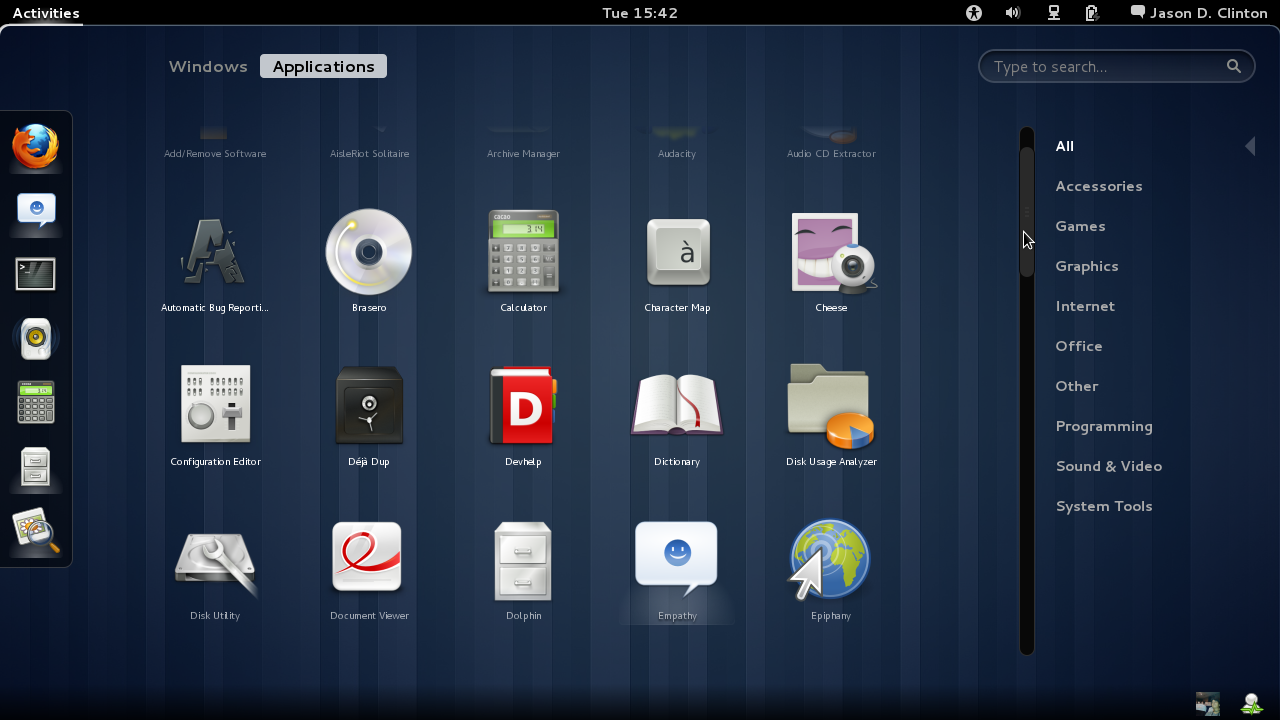 Activities
Tue 15:42
Jason D. Clinton
Windows
Applications
Type to search...
Add/Remove Software
AisleRiot Solitaire
Archive Manager
Audacity
Audio CD Extractor
cacao
3.14
à
Automatic Bug Reporti...
Brasero
Calculator
Character Map
Cheese
D
Configuration Editor
Déjà Dup
Devhelp
Dictionary
Disk Usage Analyzer
Disk Utility
Document Viewer
Dolphin
Empathy
Epiphany
All
Accessories
Games
Graphics
Internet
Office
Other
Programming
Sound & Video
System Tools